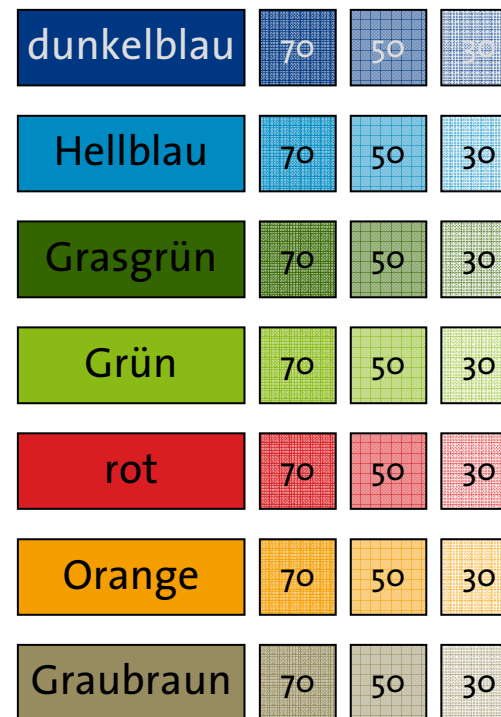 dunkelblau 70 50 30
Hellblau 70 50 30
Grasgrün 70 50 30
Grün 70 50 30
rot 70 50 30
Orange 70 50 30
Graubraun 70 50 30